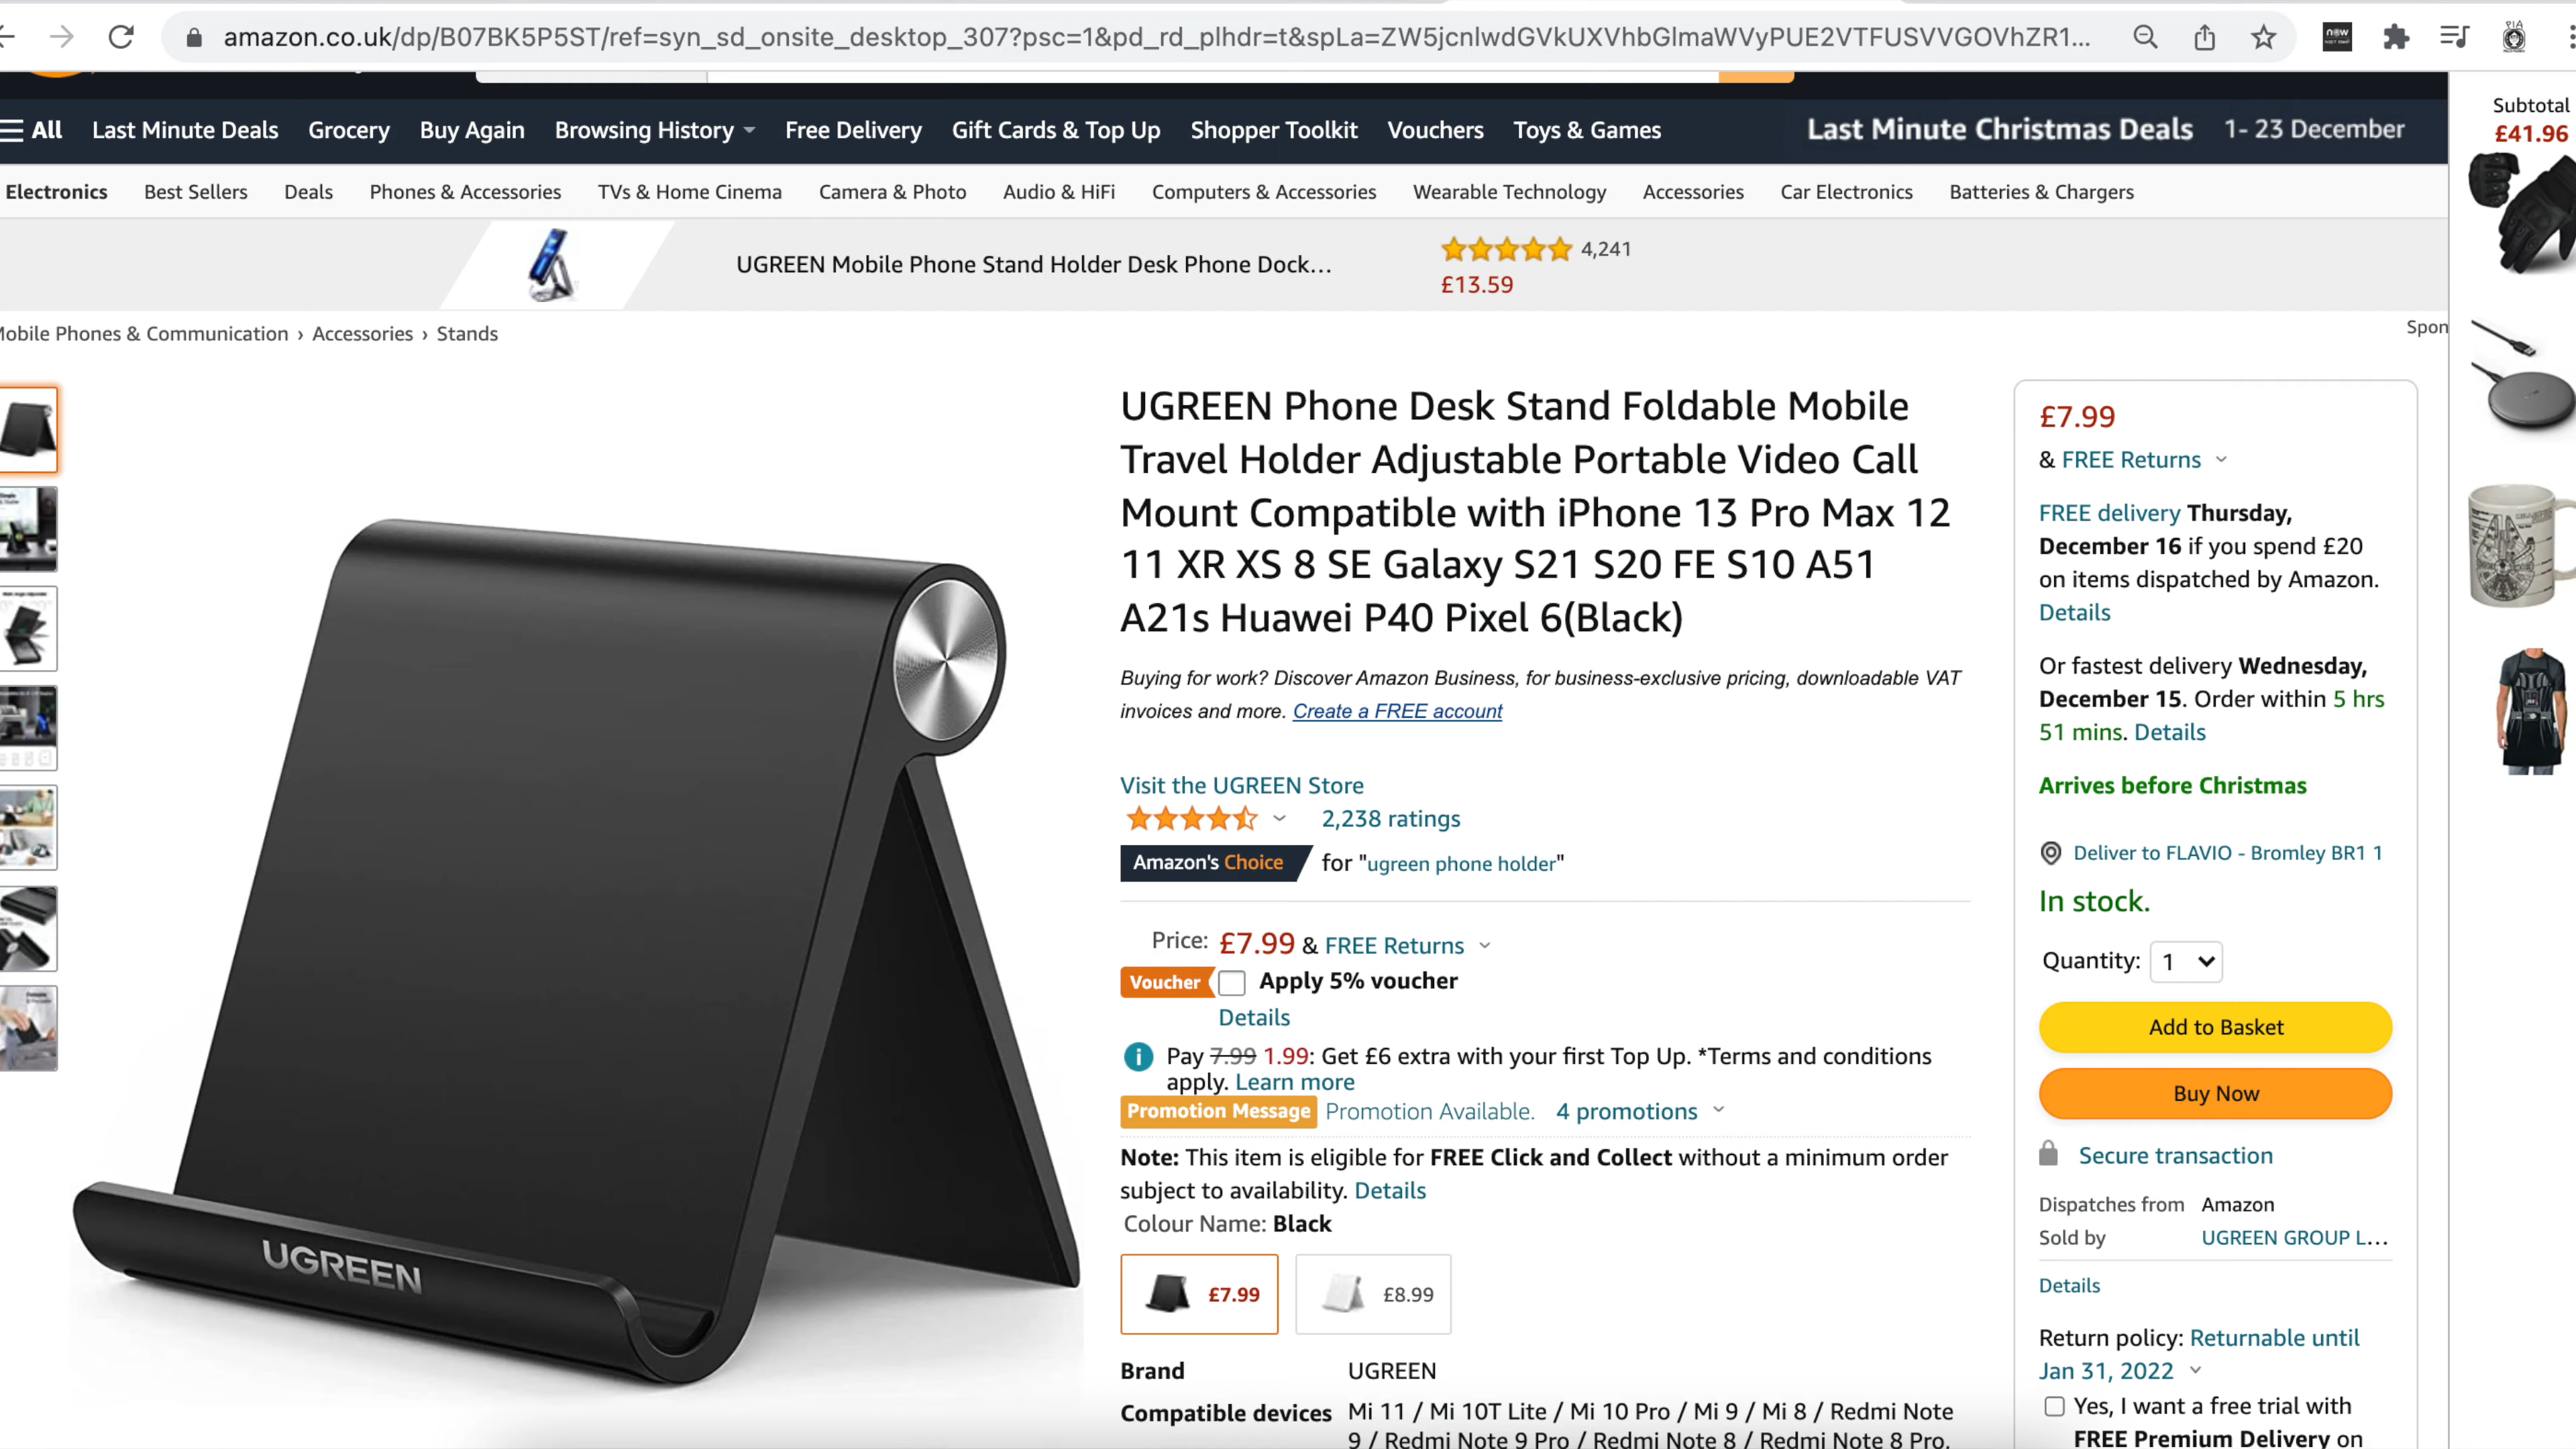 amazon.co.uk/dp/B07BK5P5ST/ref=syn_sd_onsite_desktop_307?psc=1&pd_rd_plhdr=t&spLa=ZW5jcnlwdGVkUXVhbGlmaWVyPUE2VTFUSVVGOVhZR1...
All Last Minute Deals Grocery Buy Again Browsing History Free Delivery Gift Cards & Top Up Shopper Toolkit Vouchers Toys & Games Last Minute Christmas Deals 1- 23 December
Subtotal
£41.96
Electronics Best Sellers Deals Phones & Accessories TVs & Home Cinema Camera & Photo Audio & HiFi Computers & Accessories Wearable Technology Accessories Car Electronics Batteries & Chargers
UGREEN Mobile Phone Stand Holder Desk Phone Dock...
4,241
£13.59
Mobile Phones & Communication › Accessories › Stands
Spon
UGREEN Phone Desk Stand Foldable Mobile
Travel Holder Adjustable Portable Video Call
Mount Compatible with iPhone 13 Pro Max 12
11 XR XS 8 SE Galaxy S21 S20 FE S10 A51
A21s Huawei P40 Pixel 6(Black)
Buying for work? Discover Amazon Business, for business-exclusive pricing, downloadable VAT
invoices and more. Create a FREE account
Visit the UGREEN Store
2,238 ratings
Amazon's Choice for "ugreen phone holder"
Price: £7.99 & FREE Returns
Voucher Apply 5% voucher
Details
Pay 7.99 1.99: Get £6 extra with your first Top Up. *Terms and conditions
apply. Learn more
Promotion Message Promotion Available. 4 promotions
Note: This item is eligible for FREE Click and Collect without a minimum order
subject to availability. Details
Colour Name: Black
£7.99 £8.99
Brand UGREEN
Compatible devices Mi 11 / Mi 10T Lite / Mi 10 Pro / Mi 9 / Mi 8 / Redmi Note
9 / Redmi Note 9 Pro / Redmi Note 8 / Redmi Note 8 Pro,
UGREEN
£7.99
& FREE Returns
FREE delivery Thursday,
December 16 if you spend £20
on items dispatched by Amazon.
Details
Or fastest delivery Wednesday,
December 15. Order within 5 hrs
51 mins. Details
Arrives before Christmas
Deliver to FLAVIO - Bromley BR1 1
In stock.
Quantity: 1
Add to Basket
Buy Now
Secure transaction
Dispatches from Amazon
Sold by UGREEN GROUP L...
Details
Return policy: Returnable until
Jan 31, 2022
Yes, I want a free trial with
FREE Premium Delivery on